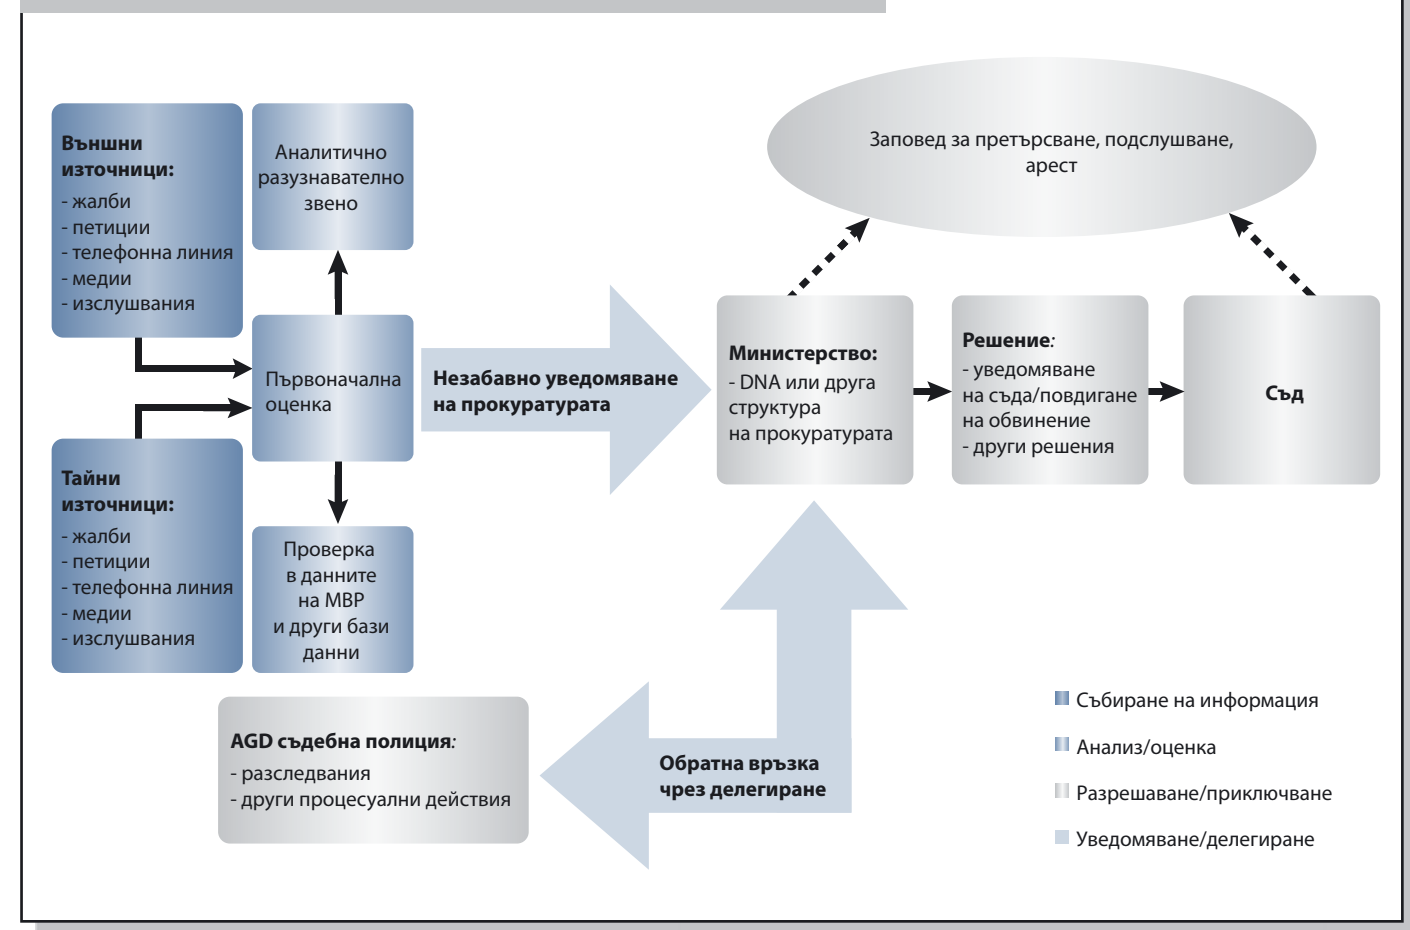 Външни
източници:
- жалби
- петиции
- телефонна линия
- медии
- изслушвания
Аналитично
разузнавателно
звено
Първоначална
оценка
Тайни
източници:
- жалби
- петиции
- телефонна линия
- медии
- изслушвания
Проверка
в данните
на МВР
и други бази
данни
Незабавно уведомяване
на прокуратурата
Заповед за претърсване, подслушване,
арест
Министерство:
- DNA или друга
структура
на прокуратурата
Решение:
- уведомяване
на съда/повдигане
на обвинение
- други решения
Съд
AGD съдебна полиция:
- разследвания
- други процесуални действия
Обратна връзка
чрез делегиране
Събиране на информация
Анализ/оценка
Разрешаване/приключване
Уведомяване/делегиране